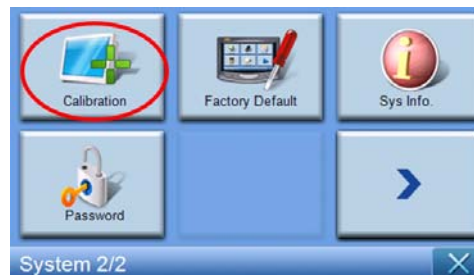 Calibration
Factory Default
Sys Info.
Password
System 2/2